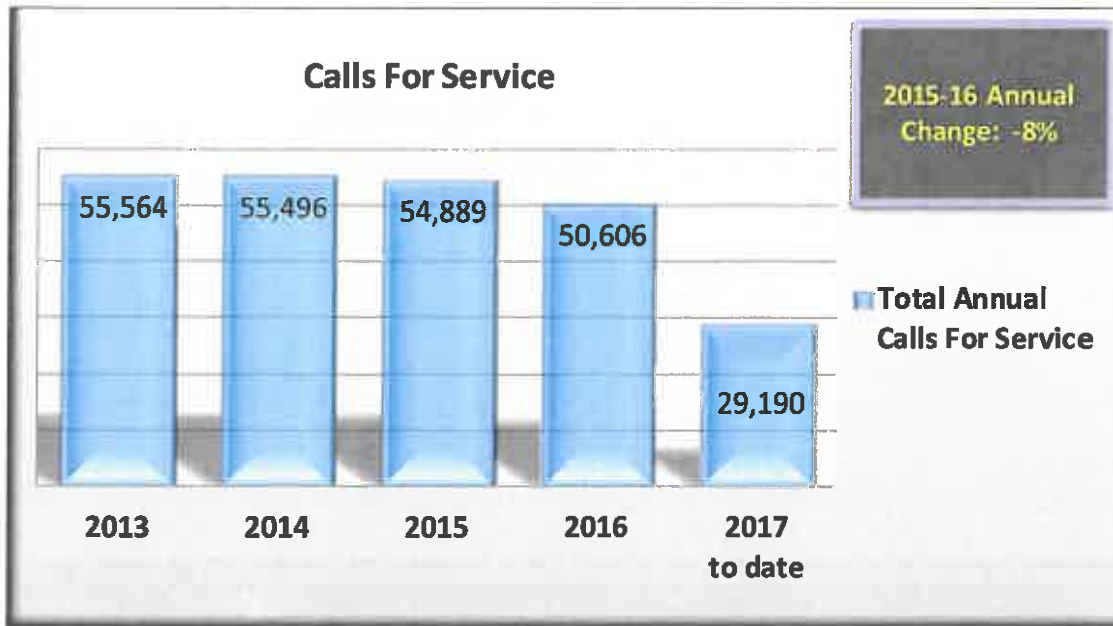 Calls For Service
2015-16 Annual
Change: -8%
55,564
55,496
54,889
50,606
29,190
Total Annual
Calls For Service
2013
2014
2015
2016
2017
to date